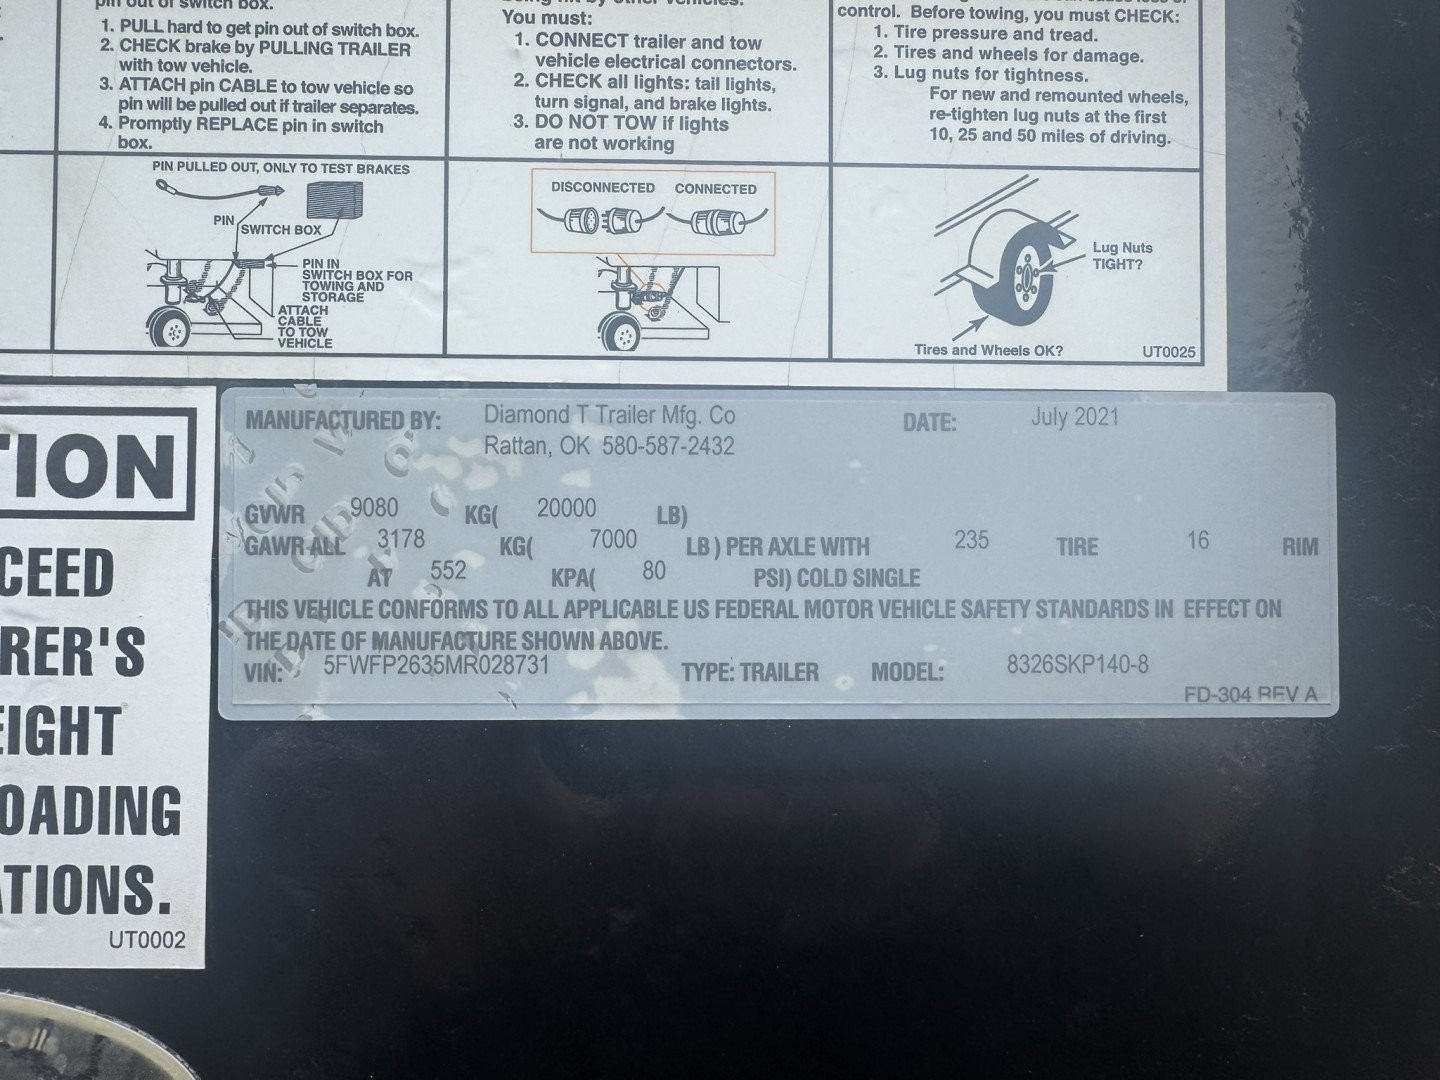 pin out of switch box.
1. PULL hard to get pin out of switch box.
2. CHECK brake by PULLING TRAILER
with tow vehicle.
3. ATTACH pin CABLE to tow vehicle so
pin will be pulled out if trailer separates.
4. Promptly REPLACE pin in switch
box.
being hit by other vehicles.
You must:
1. CONNECT trailer and tow
vehicle electrical connectors.
2. CHECK all lights: tail lights,
turn signal, and brake lights.
3. DO NOT TOW if lights
are not working
control. Before towing, you must CHECK:
1. Tire pressure and tread.
2. Tires and wheels for damage.
3. Lug nuts for tightness.
For new and remounted wheels,
re-tighten lug nuts at the first
10, 25 and 50 miles of driving.
PIN PULLED OUT, ONLY TO TEST BRAKES
PIN
SWITCH BOX
PIN IN
SWITCH BOX FOR
TOWING AND
STORAGE
ATTACH
CABLE
TO TOW
VEHICLE
DISCONNECTED CONNECTED
Lug Nuts
TIGHT?
Tires and Wheels OK?
UT0025
TION
CEED
RER'S
EIGHT
OADING
ATIONS.
UT0002
MANUFACTURED BY: Diamond T Trailer Mfg. Co DATE: July 2021
Rattan, OK 580-587-2432
GVWR 9080 KG( 20000 LB)
GAWR ALL 3178 KG( 7000 LB ) PER AXLE WITH 235 TIRE 16 RIM
AT 552 KPA( 80 PSI) COLD SINGLE
THIS VEHICLE CONFORMS TO ALL APPLICABLE US FEDERAL MOTOR VEHICLE SAFETY STANDARDS IN EFFECT ON
THE DATE OF MANUFACTURE SHOWN ABOVE.
VIN: 5FWFP2635MR028731 TYPE: TRAILER MODEL: 8326SKP140-8
FD-304 REV A